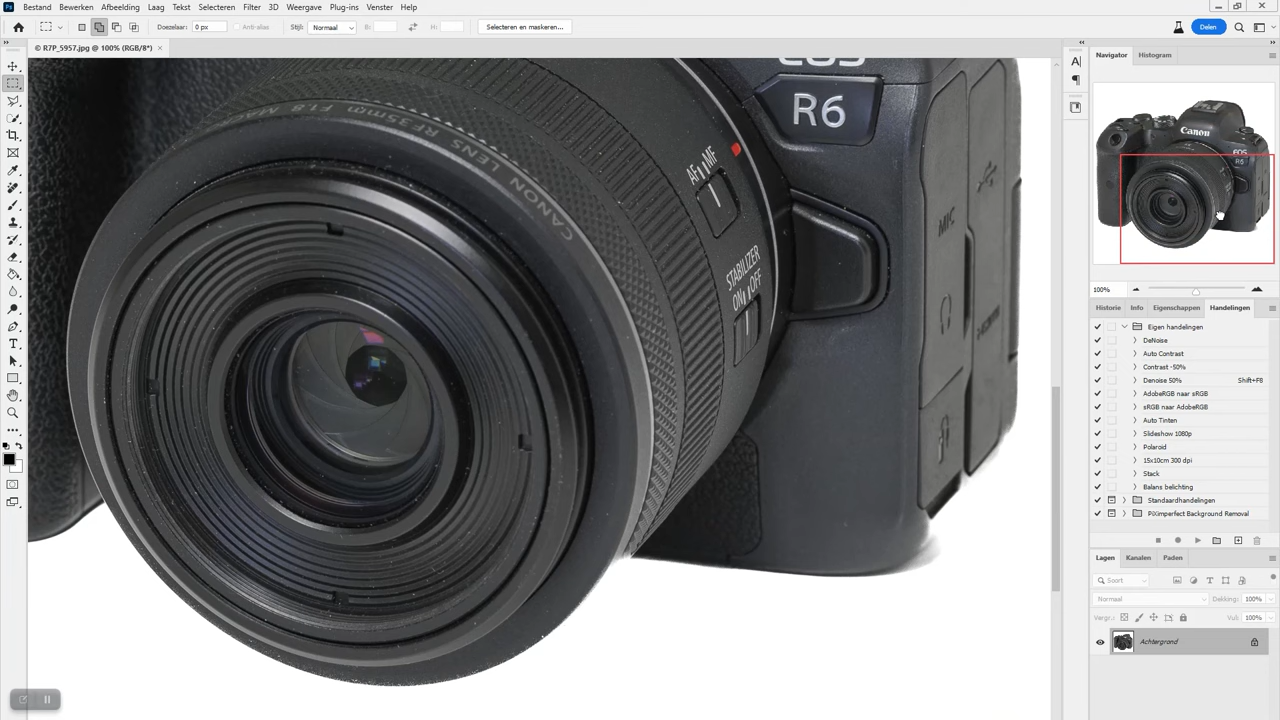 Ps Bestand Bewerken Afbeelding Laag Tekst Selecteren Filter 3D Weergave Plug-ins Venster Help
Doezelaar: 0 px Anti-alias Stijl: Normaal B: H: Selecteren en maskeren... Delen
© R7P_5957.jpg @ 100% (RGB/8*) ×
Navigator Histogram
EOS
R6
RF35mm F1.8 MAC
CANON LENS
AF MF
STABILIZER
ON OFF
MIC
HDMI
Canon
EOS
R6
100%
Historie Info Eigenschappen Handelingen
Eigen handelingen
DeNoise
Auto Contrast
Contrast -50%
Denoise 50% Shift+F8
AdobeRGB naar sRGB
sRGB naar AdobeRGB
Auto Tinten
Slideshow 1080p
Polaroid
15x10cm 300 dpi
Stack
Balans belichting
Standaardhandelingen
PiXimperfect Background Removal
Lagen Kanalen Paden
Soort
Normaal Dekking: 100%
Vergr.: Vul: 100%
Achtergrond